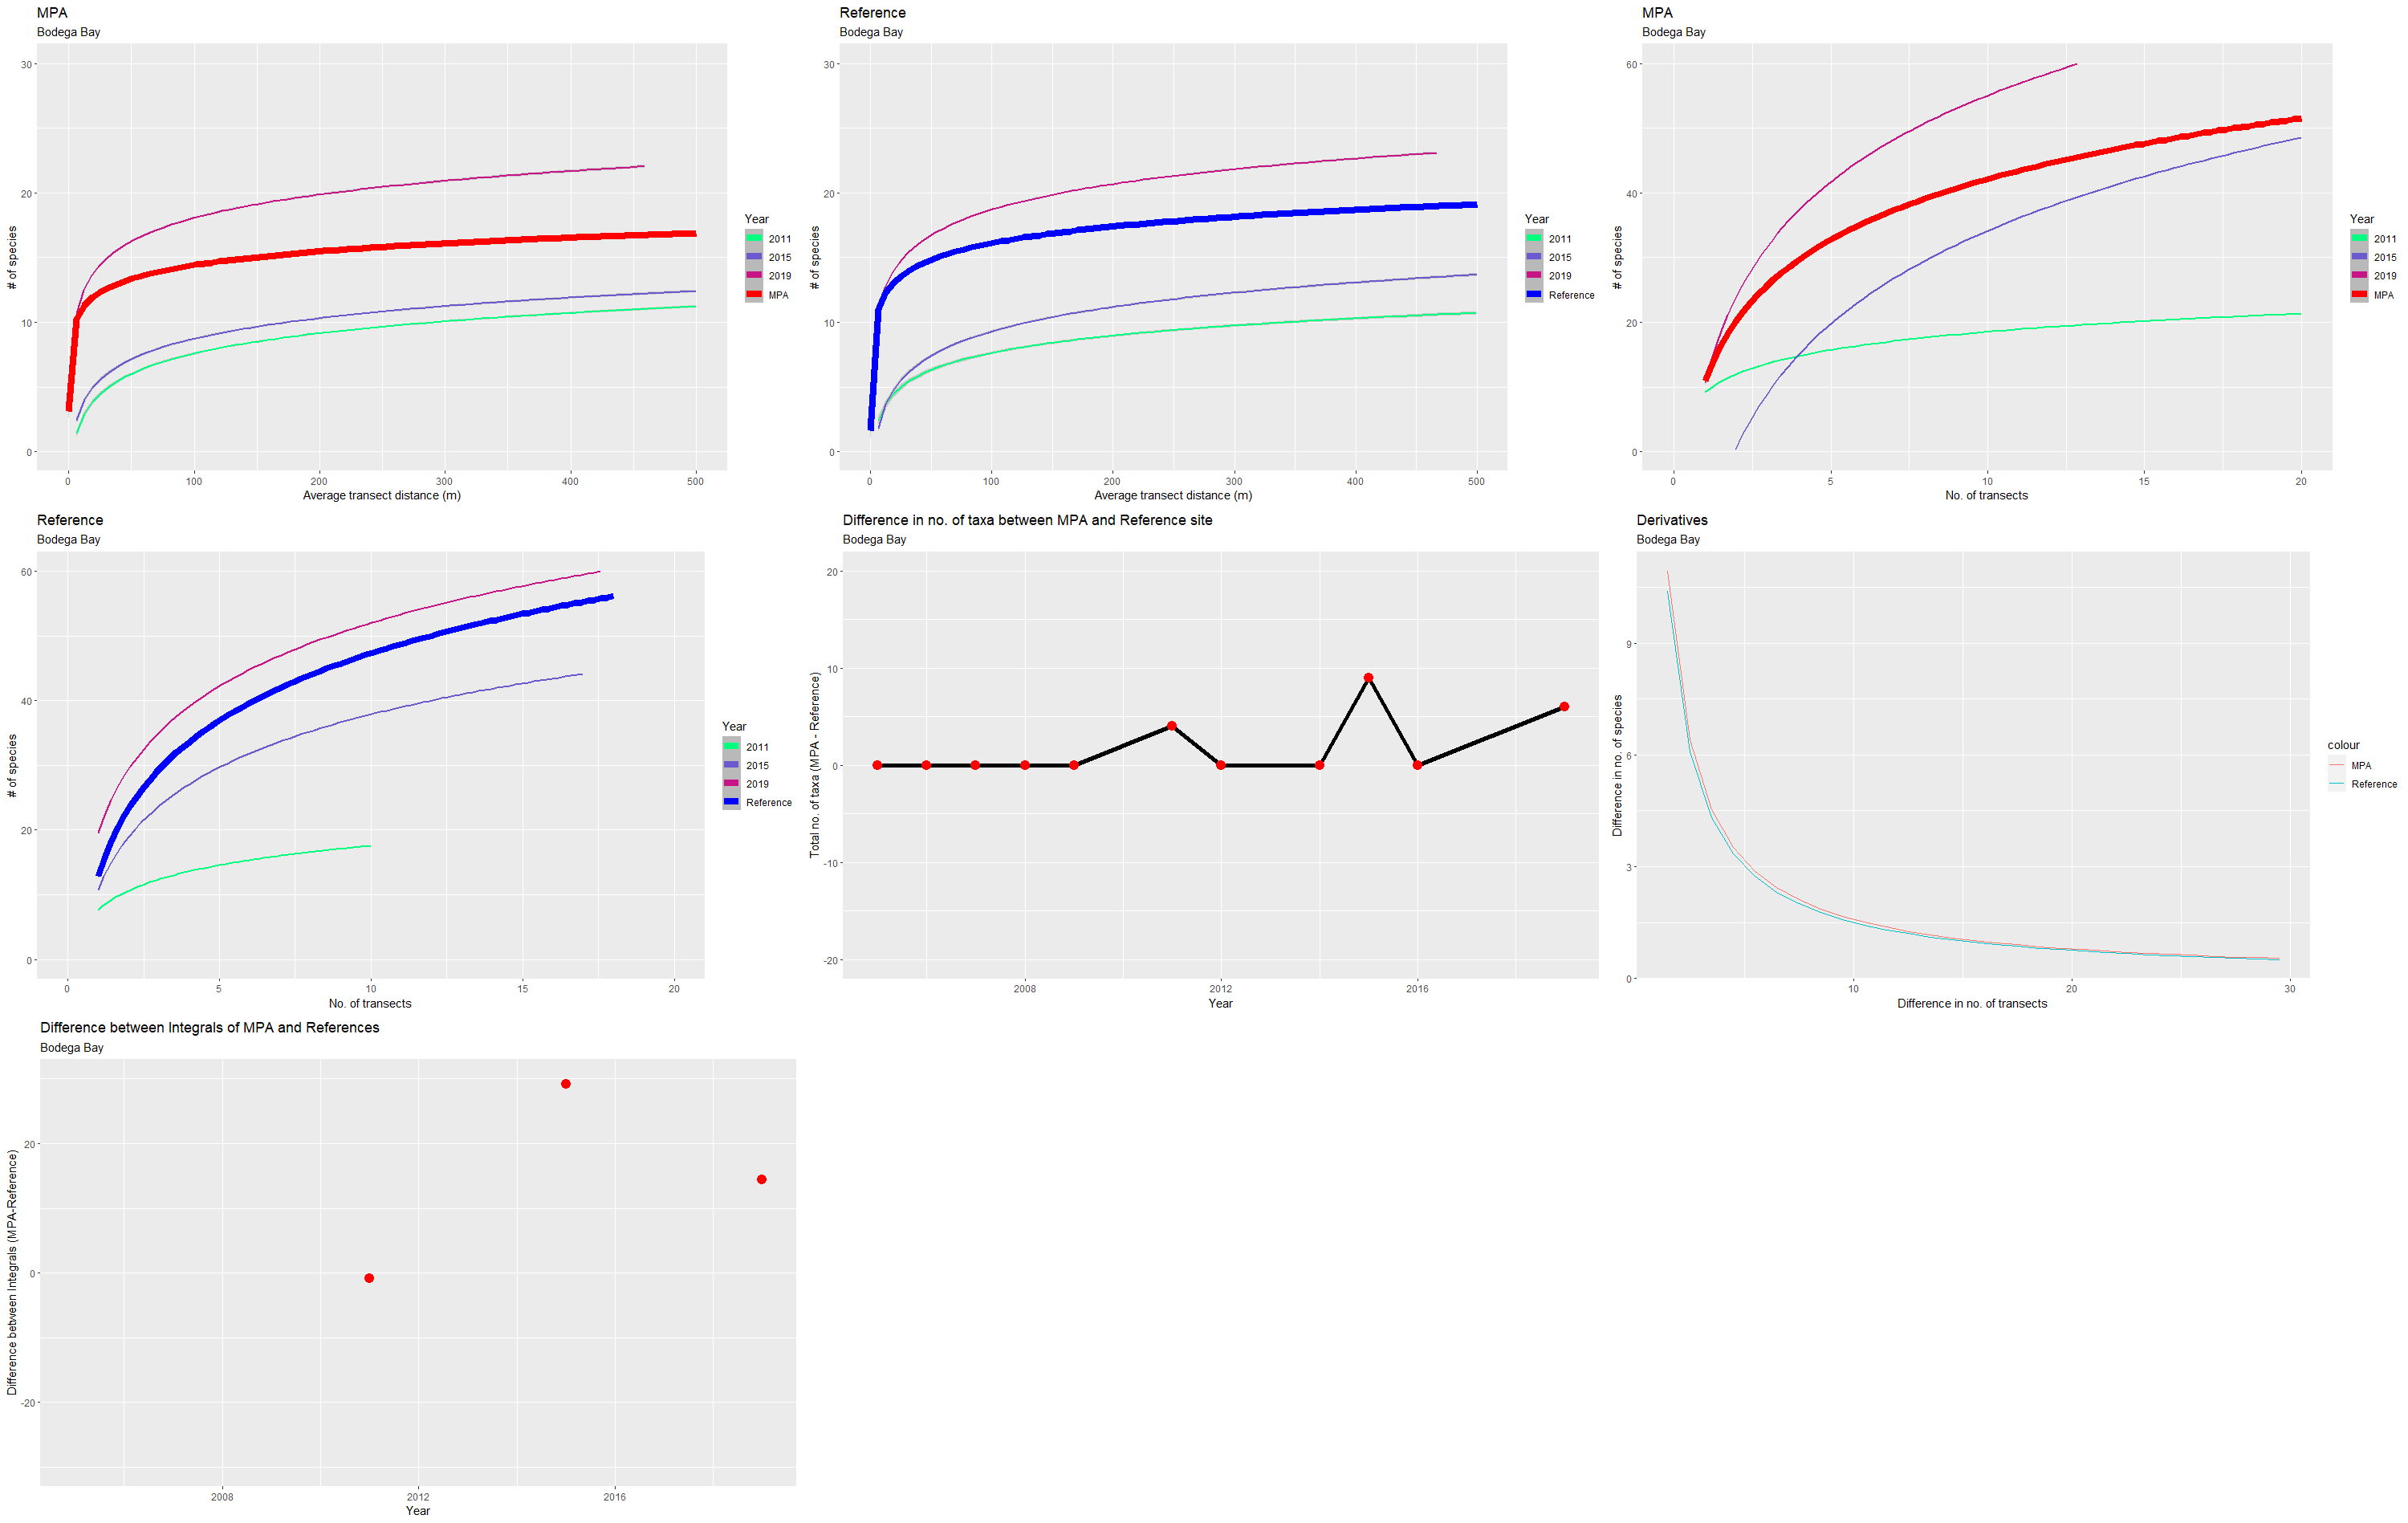 MPA
Bodega Bay
# of species
30
20
10
0
0 100 200 300 400 500
Average transect distance (m)
Year
2011
2015
2019
MPA
Reference
Bodega Bay
# of species
30
20
10
0
0 100 200 300 400 500
Average transect distance (m)
Year
2011
2015
2019
Reference
MPA
Bodega Bay
# of species
60
40
20
0
0 5 10 15 20
No. of transects
Year
2011
2015
2019
MPA
Reference
Bodega Bay
# of species
60
40
20
0
0 5 10 15 20
No. of transects
Year
2011
2015
2019
Reference
Difference in no. of taxa between MPA and Reference site
Bodega Bay
Total no. of taxa (MPA - Reference)
20
10
0
-10
-20
2008 2012 2016
Year
Derivatives
Bodega Bay
Difference in no. of species
9
6
3
0
10 20 30
Difference in no. of transects
colour
MPA
Reference
Difference between Integrals of MPA and References
Bodega Bay
Difference between Integrals (MPA-Reference)
20
0
-20
2008 2012 2016
Year